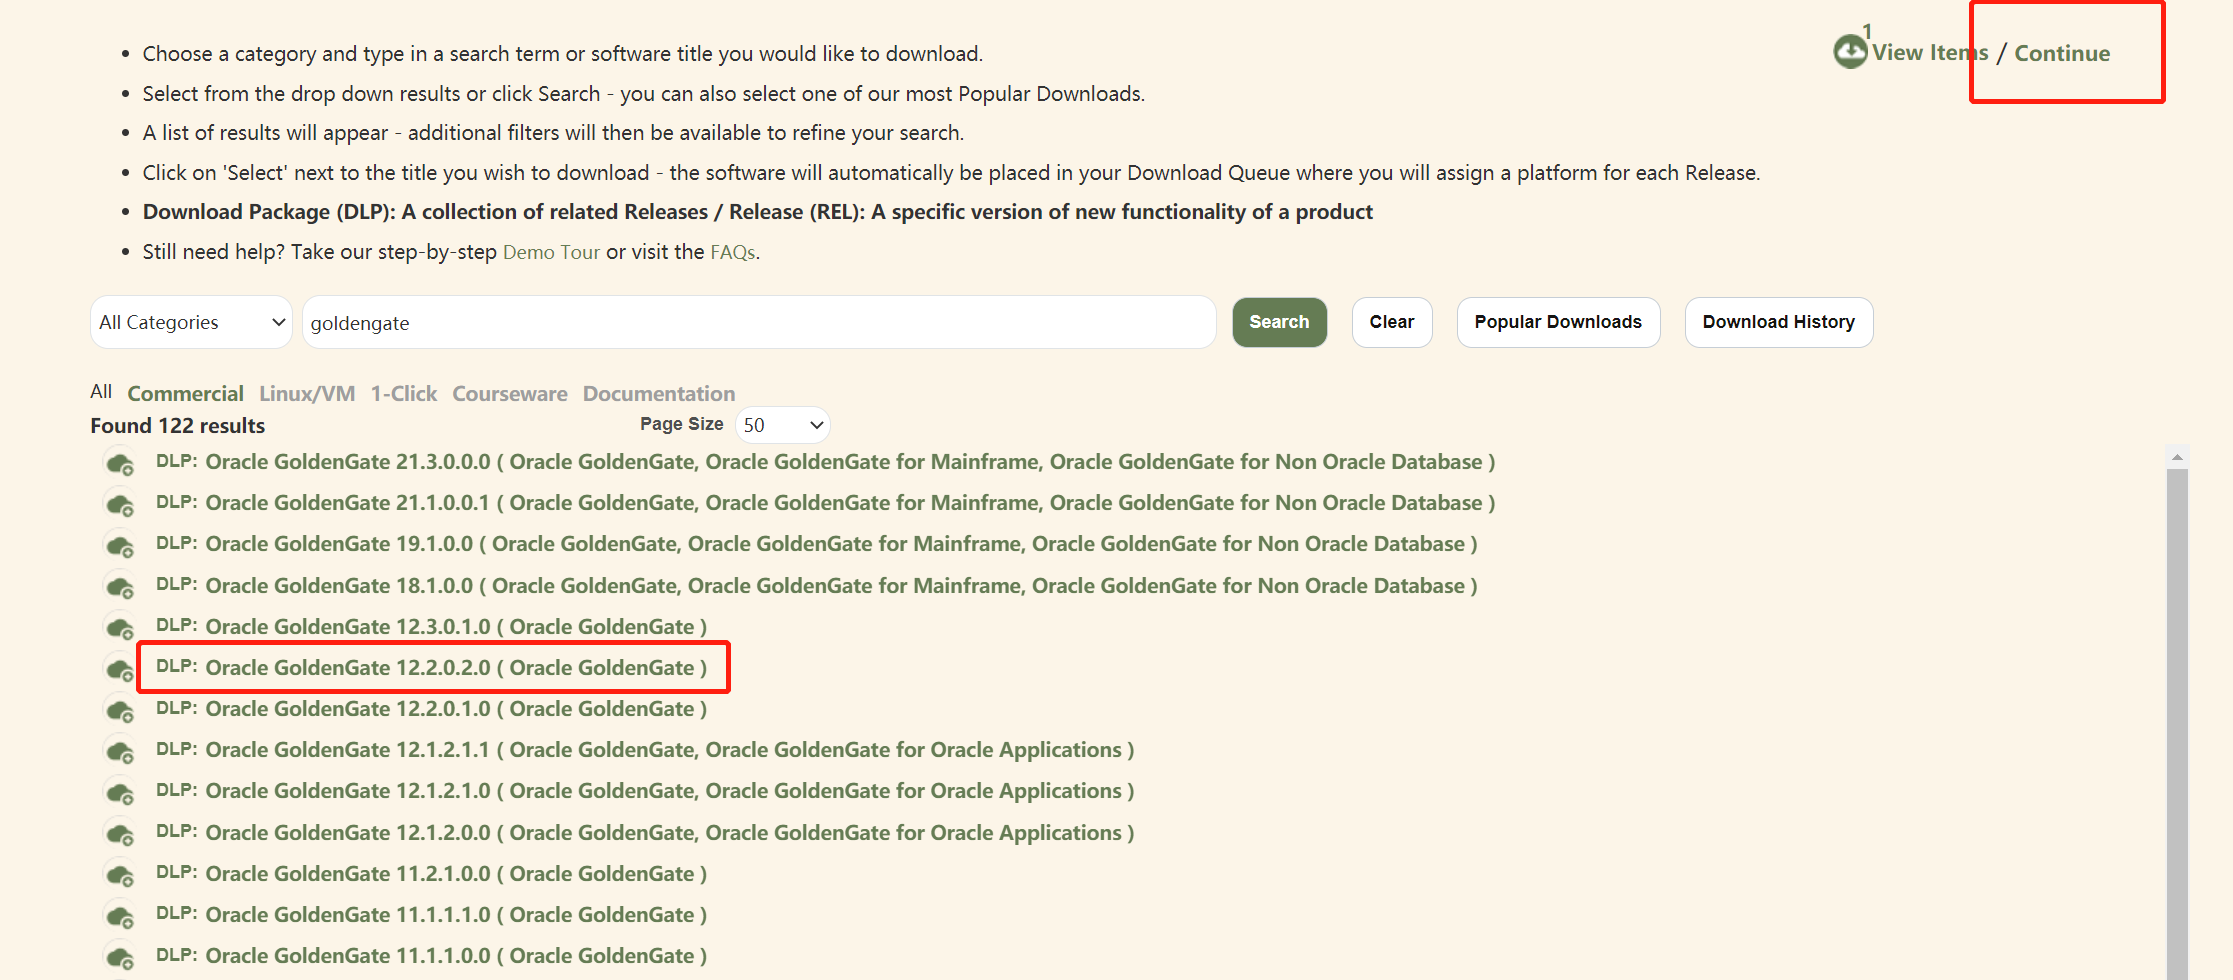 1
View Items / Continue
Choose a category and type in a search term or software title you would like to download.
Select from the drop down results or click Search - you can also select one of our most Popular Downloads.
A list of results will appear - additional filters will then be available to refine your search.
Click on 'Select' next to the title you wish to download - the software will automatically be placed in your Download Queue where you will assign a platform for each Release.
Download Package (DLP): A collection of related Releases / Release (REL): A specific version of new functionality of a product
Still need help? Take our step-by-step Demo Tour or visit the FAQs.
All Categories goldengate Search Clear Popular Downloads Download History
All Commercial Linux/VM 1-Click Courseware Documentation
Found 122 results Page Size 50
DLP: Oracle GoldenGate 21.3.0.0.0 ( Oracle GoldenGate, Oracle GoldenGate for Mainframe, Oracle GoldenGate for Non Oracle Database )
DLP: Oracle GoldenGate 21.1.0.0.1 ( Oracle GoldenGate, Oracle GoldenGate for Mainframe, Oracle GoldenGate for Non Oracle Database )
DLP: Oracle GoldenGate 19.1.0.0 ( Oracle GoldenGate, Oracle GoldenGate for Mainframe, Oracle GoldenGate for Non Oracle Database )
DLP: Oracle GoldenGate 18.1.0.0 ( Oracle GoldenGate, Oracle GoldenGate for Mainframe, Oracle GoldenGate for Non Oracle Database )
DLP: Oracle GoldenGate 12.3.0.1.0 ( Oracle GoldenGate )
DLP: Oracle GoldenGate 12.2.0.2.0 ( Oracle GoldenGate )
DLP: Oracle GoldenGate 12.2.0.1.0 ( Oracle GoldenGate )
DLP: Oracle GoldenGate 12.1.2.1.1 ( Oracle GoldenGate, Oracle GoldenGate for Oracle Applications )
DLP: Oracle GoldenGate 12.1.2.1.0 ( Oracle GoldenGate, Oracle GoldenGate for Oracle Applications )
DLP: Oracle GoldenGate 12.1.2.0.0 ( Oracle GoldenGate, Oracle GoldenGate for Oracle Applications )
DLP: Oracle GoldenGate 11.2.1.0.0 ( Oracle GoldenGate )
DLP: Oracle GoldenGate 11.1.1.1.0 ( Oracle GoldenGate )
DLP: Oracle GoldenGate 11.1.1.0.0 ( Oracle GoldenGate )